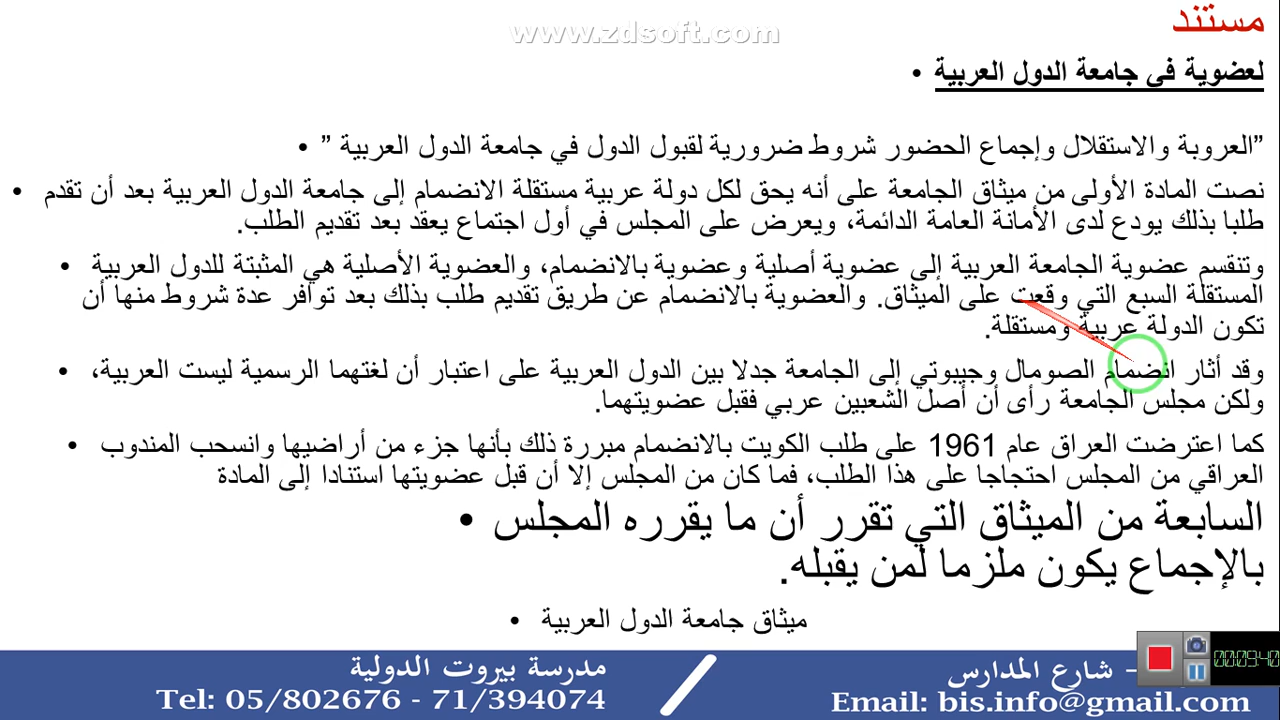 www.zdsoft.com
مستند
لعضوية في جامعة الدول العربية •
”العروبة والاستقلال وإجماع الحضور شروط ضرورية لقبول الدول في جامعة الدول العربية ” •
نصت المادة الأولى من ميثاق الجامعة على أنه يحق لكل دولة عربية مستقلة الانضمام إلى جامعة الدول العربية بعد أن تقدم •
طلبا بذلك يودع لدى الأمانة العامة الدائمة، ويعرض على المجلس في أول اجتماع يعقد بعد تقديم الطلب.
وتنقسم عضوية الجامعة العربية إلى عضوية أصلية وعضوية بالانضمام، والعضوية الأصلية هي المثبتة للدول العربية •
المستقلة السبع التي وقعت على الميثاق. والعضوية بالانضمام عن طريق تقديم طلب بذلك بعد توافر عدة شروط منها أن
تكون الدولة عربية ومستقلة.
وقد أثار انضمام الصومال وجيبوتي إلى الجامعة جدلا بين الدول العربية على اعتبار أن لغتهما الرسمية ليست العربية، •
ولكن مجلس الجامعة رأى أن أصل الشعبين عربي فقبل عضويتهما.
كما اعترضت العراق عام 1961 على طلب الكويت بالانضمام مبررة ذلك بأنها جزء من أراضيها وانسحب المندوب •
العراقي من المجلس احتجاجا على هذا الطلب، فما كان من المجلس إلا أن قبل عضويتها استنادا إلى المادة
السابعة من الميثاق التي تقرر أن ما يقرره المجلس •
بالإجماع يكون ملزما لمن يقبله.
ميثاق جامعة الدول العربية •
مدرسة بيروت الدولية
Tel: 05/802676 - 71/394074
- شارع المدارس
Email: bis.info@gmail.com
00:09:40